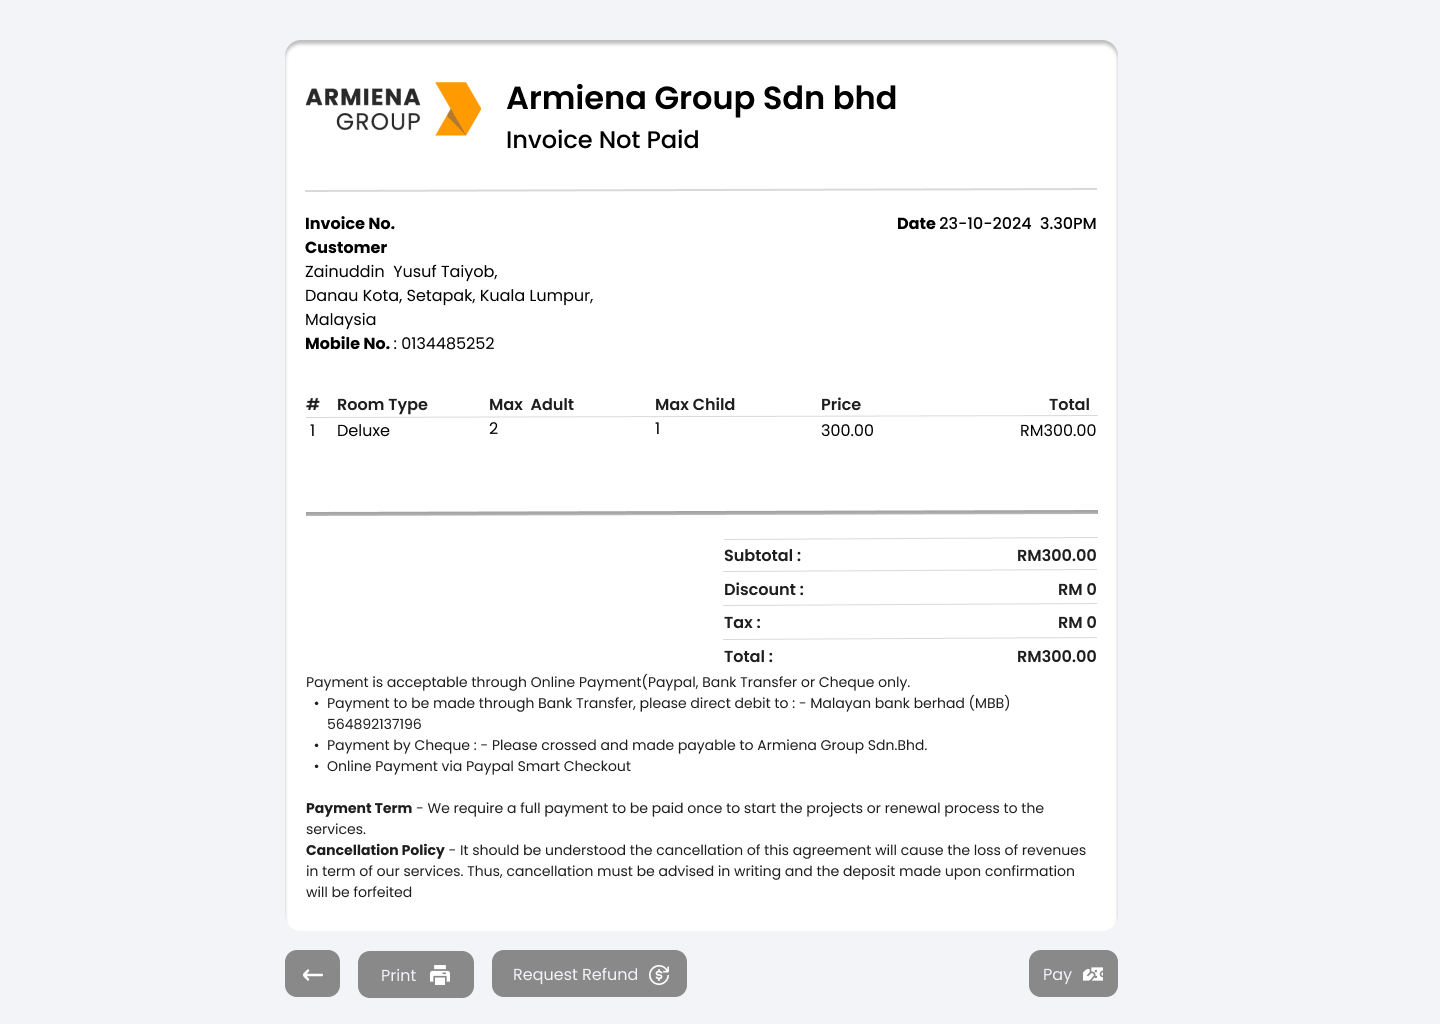 ARMIENA
GROUP
Armiena Group Sdn bhd
Invoice Not Paid
Invoice No.
Date 23-10-2024  3.30PM
Customer
Zainuddin  Yusuf Taiyob,
Danau Kota, Setapak, Kuala Lumpur,
Malaysia
Mobile No. : 0134485252
# Room Type Max  Adult Max Child Price Total
1 Deluxe 2 1 300.00 RM300.00
Subtotal : RM300.00
Discount : RM 0
Tax : RM 0
Total : RM300.00
Payment is acceptable through Online Payment(Paypal, Bank Transfer or Cheque only.
• Payment to be made through Bank Transfer, please direct debit to : - Malayan bank berhad (MBB)
564892137196
• Payment by Cheque : - Please crossed and made payable to Armiena Group Sdn.Bhd.
• Online Payment via Paypal Smart Checkout
Payment Term - We require a full payment to be paid once to start the projects or renewal process to the
services.
Cancellation Policy - It should be understood the cancellation of this agreement will cause the loss of revenues
in term of our services. Thus, cancellation must be advised in writing and the deposit made upon confirmation
will be forfeited
Print
Request Refund
Pay